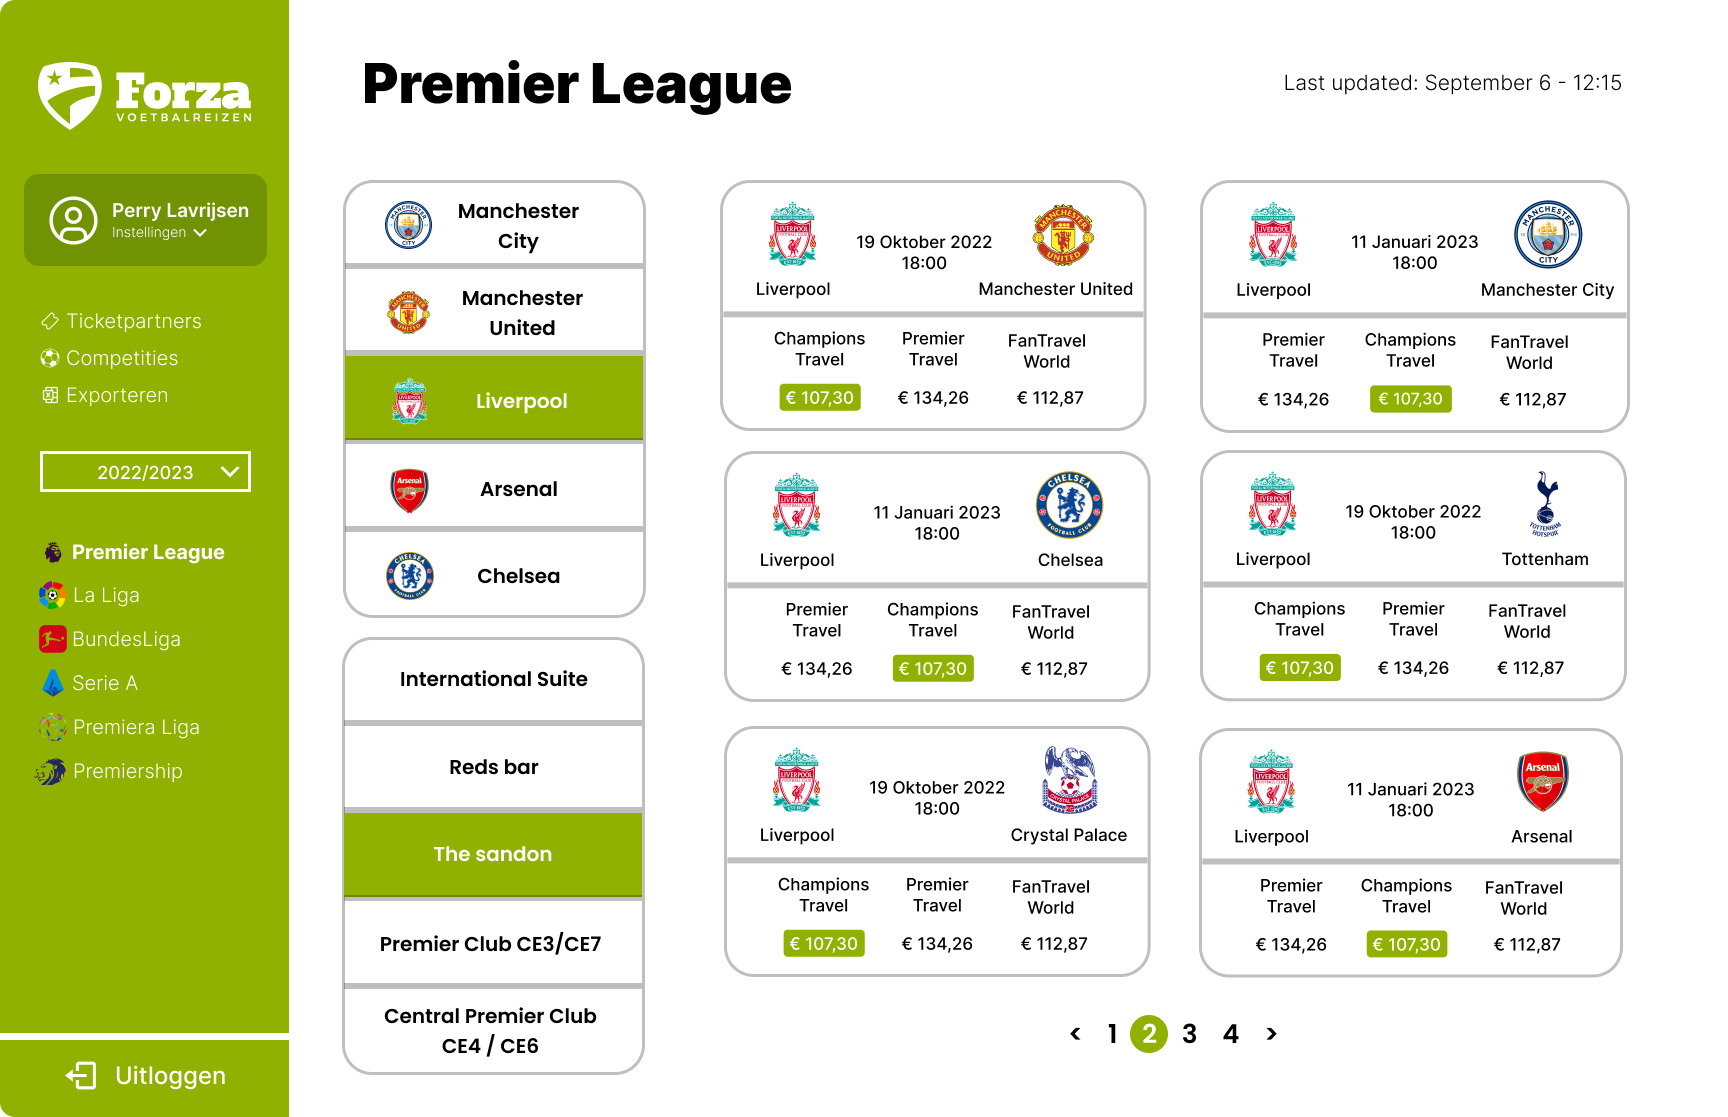 Forza
VOETBALREIZEN
Perry Lavrijsen
Instellingen
Ticketpartners
Competities
Exporteren
2022/2023
Premier League
La Liga
BundesLiga
Serie A
Premiera Liga
Premiership
Uitloggen
Premier League
Last updated: September 6 - 12:15
Manchester
City
Manchester
United
Liverpool
Arsenal
Chelsea
International Suite
Reds bar
The sandon
Premier Club CE3/CE7
Central Premier Club
CE4 / CE6
19 Oktober 2022
18:00
Liverpool
Manchester United
Champions
Travel
Premier
Travel
FanTravel
World
€ 107,30
€ 134,26
€ 112,87
11 Januari 2023
18:00
Liverpool
Manchester City
Premier
Travel
Champions
Travel
FanTravel
World
€ 134,26
€ 107,30
€ 112,87
11 Januari 2023
18:00
Liverpool
Chelsea
Premier
Travel
Champions
Travel
FanTravel
World
€ 134,26
€ 107,30
€ 112,87
19 Oktober 2022
18:00
Liverpool
Tottenham
Champions
Travel
Premier
Travel
FanTravel
World
€ 107,30
€ 134,26
€ 112,87
19 Oktober 2022
18:00
Liverpool
Crystal Palace
Champions
Travel
Premier
Travel
FanTravel
World
€ 107,30
€ 134,26
€ 112,87
11 Januari 2023
18:00
Liverpool
Arsenal
Premier
Travel
Champions
Travel
FanTravel
World
€ 134,26
€ 107,30
€ 112,87
< 1 2 3 4 >